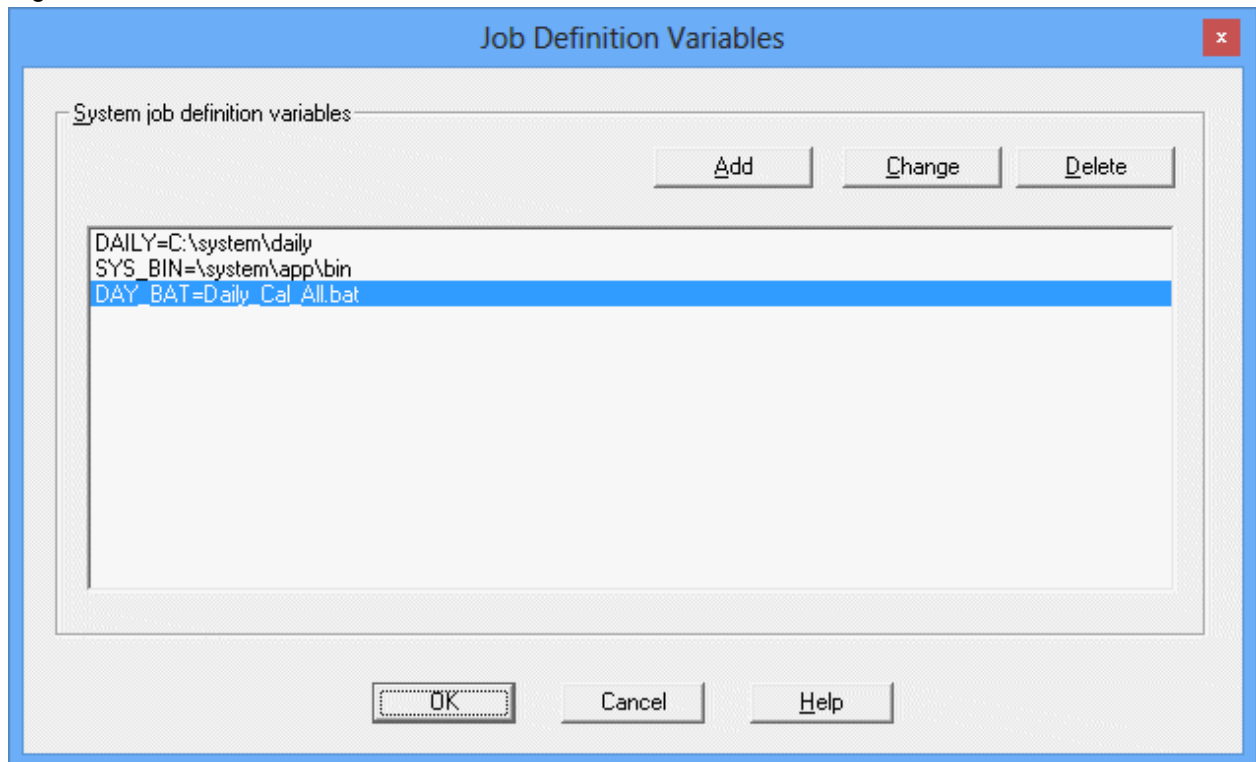 Job Definition Variables
x
System job definition variables
Add Change Delete
DAILY=C:\system\daily
SYS_BIN=\system\app\bin
DAY_BAT=Daily_Cal_All.bat
OK Cancel Help